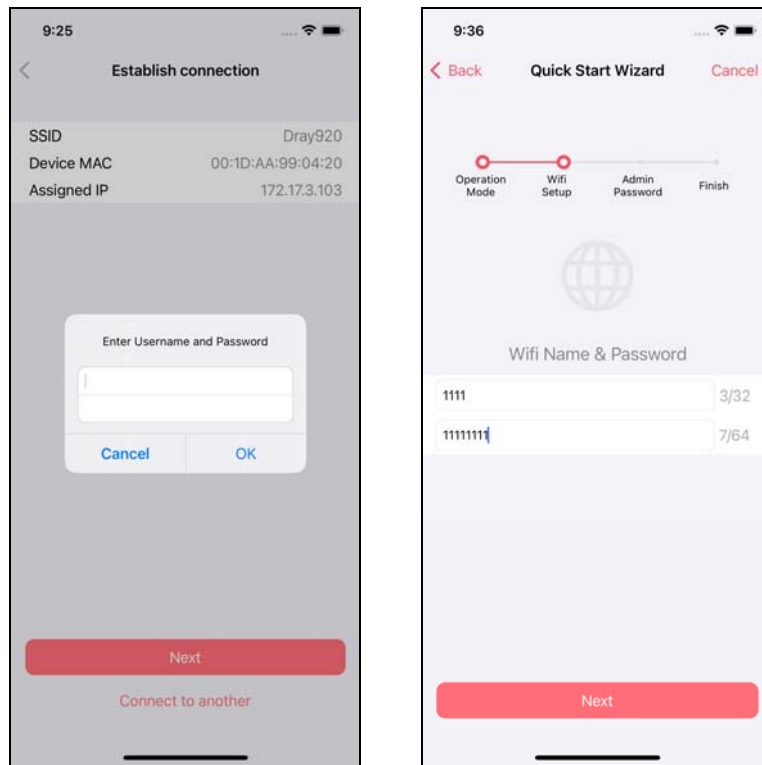 9:25
Establish connection
SSID Dray920
Device MAC 00:1D:AA:99:04:20
Assigned IP 172.17.3.103
Enter Username and Password
Cancel OK
Next
Connect to another
9:36
Back Quick Start Wizard Cancel
Operation Mode
Wifi Setup
Admin Password
Finish
Wifi Name & Password
1111 3/32
11111111 7/64
Next